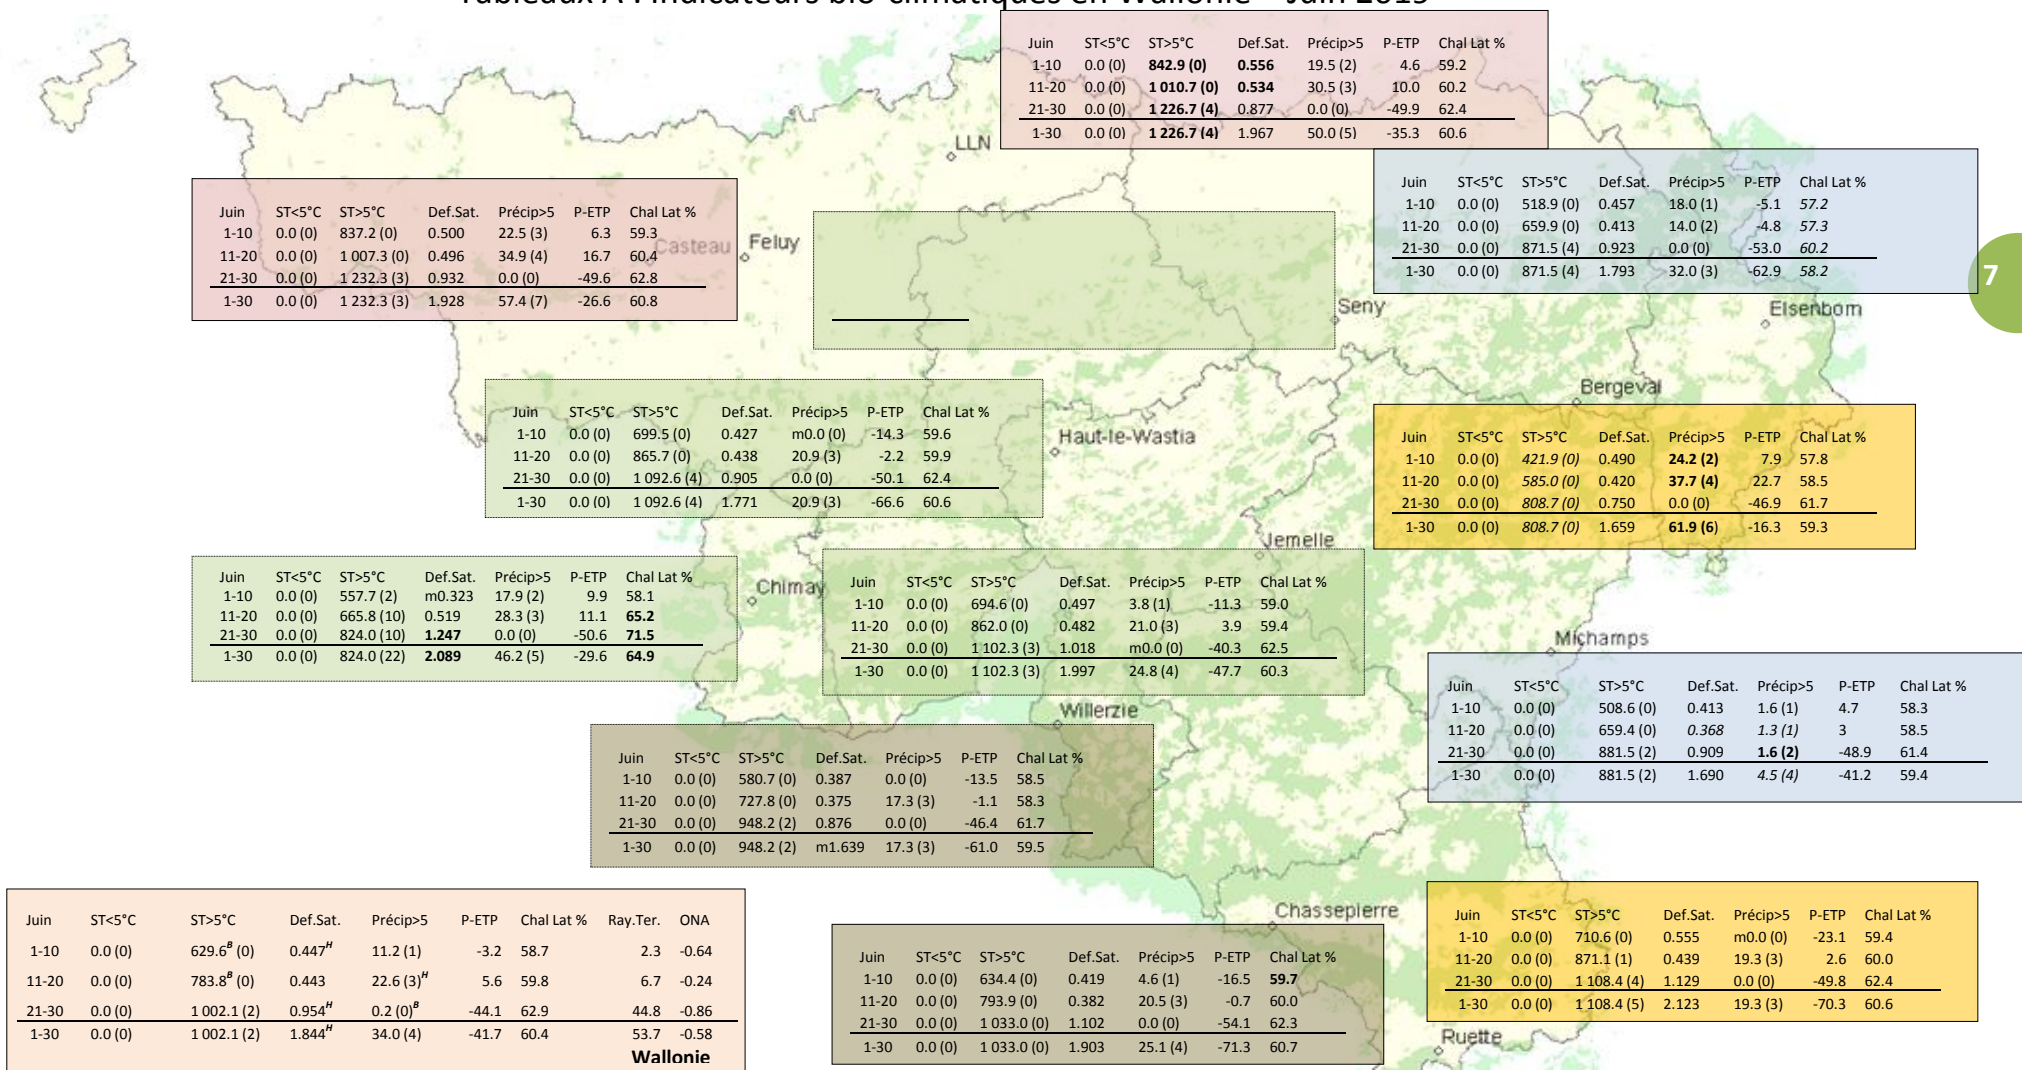 Tableaux A : Indicateurs bio-climatiques en Wallonie - Juin 2019
Juin ST<5°C ST>5°C Def.Sat. Précip>5 P-ETP Chal Lat %
1-10 0.0 (0) 842.9 (0) 0.556 19.5 (2) 4.6 59.2
11-20 0.0 (0) 1 010.7 (0) 0.534 30.5 (3) 10.0 60.2
21-30 0.0 (0) 1 226.7 (4) 0.877 0.0 (0) -49.9 62.4
1-30 0.0 (0) 1 226.7 (4) 1.967 50.0 (5) -35.3 60.6
LLN
Juin ST<5°C ST>5°C Def.Sat. Précip>5 P-ETP Chal Lat %
1-10 0.0 (0) 518.9 (0) 0.457 18.0 (1) -5.1 57.2
11-20 0.0 (0) 659.9 (0) 0.413 14.0 (2) -4.8 57.3
21-30 0.0 (0) 871.5 (4) 0.923 0.0 (0) -53.0 60.2
1-30 0.0 (0) 871.5 (4) 1.793 32.0 (3) -62.9 58.2
7
Juin ST<5°C ST>5°C Def.Sat. Précip>5 P-ETP Chal Lat %
1-10 0.0 (0) 837.2 (0) 0.500 22.5 (3) 6.3 59.3
11-20 0.0 (0) 1 007.3 (0) 0.496 34.9 (4) 16.7 60.4
21-30 0.0 (0) 1 232.3 (3) 0.932 0.0 (0) -49.6 62.8
1-30 0.0 (0) 1 232.3 (3) 1.928 57.4 (7) -26.6 60.8
Casteau
Feluy
Seny
Elsenborn
Bergeval
Juin ST<5°C ST>5°C Def.Sat. Précip>5 P-ETP Chal Lat %
1-10 0.0 (0) 699.5 (0) 0.427 m0.0 (0) -14.3 59.6
11-20 0.0 (0) 865.7 (0) 0.438 20.9 (3) -2.2 59.9
21-30 0.0 (0) 1 092.6 (4) 0.905 0.0 (0) -50.1 62.4
1-30 0.0 (0) 1 092.6 (4) 1.771 20.9 (3) -66.6 60.6
Haut-le-Wastia
Juin ST<5°C ST>5°C Def.Sat. Précip>5 P-ETP Chal Lat %
1-10 0.0 (0) 421.9 (0) 0.490 24.2 (2) 7.9 57.8
11-20 0.0 (0) 585.0 (0) 0.420 37.7 (4) 22.7 58.5
21-30 0.0 (0) 808.7 (0) 0.750 0.0 (0) -46.9 61.7
1-30 0.0 (0) 808.7 (0) 1.659 61.9 (6) -16.3 59.3
Jemelle
Juin ST<5°C ST>5°C Def.Sat. Précip>5 P-ETP Chal Lat %
1-10 0.0 (0) 557.7 (2) m0.323 17.9 (2) 9.9 58.1
11-20 0.0 (0) 665.8 (10) 0.519 28.3 (3) 11.1 65.2
21-30 0.0 (0) 824.0 (10) 1.247 0.0 (0) -50.6 71.5
1-30 0.0 (0) 824.0 (22) 2.089 46.2 (5) -29.6 64.9
Chimay
Juin ST<5°C ST>5°C Def.Sat. Précip>5 P-ETP Chal Lat %
1-10 0.0 (0) 694.6 (0) 0.497 3.8 (1) -11.3 59.0
11-20 0.0 (0) 862.0 (0) 0.482 21.0 (3) 3.9 59.4
21-30 0.0 (0) 1 102.3 (3) 1.018 m0.0 (0) -40.3 62.5
1-30 0.0 (0) 1 102.3 (3) 1.997 24.8 (4) -47.7 60.3
Michamps
Juin ST<5°C ST>5°C Def.Sat. Précip>5 P-ETP Chal Lat %
1-10 0.0 (0) 508.6 (0) 0.413 1.6 (1) 4.7 58.3
11-20 0.0 (0) 659.4 (0) 0.368 1.3 (1) 3 58.5
21-30 0.0 (0) 881.5 (2) 0.909 1.6 (2) -48.9 61.4
1-30 0.0 (0) 881.5 (2) 1.690 4.5 (4) -41.2 59.4
Willerzie
Juin ST<5°C ST>5°C Def.Sat. Précip>5 P-ETP Chal Lat %
1-10 0.0 (0) 580.7 (0) 0.387 0.0 (0) -13.5 58.5
11-20 0.0 (0) 727.8 (0) 0.375 17.3 (3) -1.1 58.3
21-30 0.0 (0) 948.2 (2) 0.876 0.0 (0) -46.4 61.7
1-30 0.0 (0) 948.2 (2) m1.639 17.3 (3) -61.0 59.5
Juin ST<5°C ST>5°C Def.Sat. Précip>5 P-ETP Chal Lat % Ray.Ter. ONA
1-10 0.0 (0) 629.6ᴮ (0) 0.447ᴴ 11.2 (1) -3.2 58.7 2.3 -0.64
11-20 0.0 (0) 783.8ᴮ (0) 0.443 22.6 (3)ᴴ 5.6 59.8 6.7 -0.24
21-30 0.0 (0) 1 002.1 (2) 0.954ᴴ 0.2 (0)ᴮ -44.1 62.9 44.8 -0.86
1-30 0.0 (0) 1 002.1 (2) 1.844ᴴ 34.0 (4) -41.7 60.4 53.7 -0.58
Wallonie
Chassepierre
Juin ST<5°C ST>5°C Def.Sat. Précip>5 P-ETP Chal Lat %
1-10 0.0 (0) 634.4 (0) 0.419 4.6 (1) -16.5 59.7
11-20 0.0 (0) 793.9 (0) 0.382 20.5 (3) -0.7 60.0
21-30 0.0 (0) 1 033.0 (0) 1.102 0.0 (0) -54.1 62.3
1-30 0.0 (0) 1 033.0 (0) 1.903 25.1 (4) -71.3 60.7
Juin ST<5°C ST>5°C Def.Sat. Précip>5 P-ETP Chal Lat %
1-10 0.0 (0) 710.6 (0) 0.555 m0.0 (0) -23.1 59.4
11-20 0.0 (0) 871.1 (1) 0.439 19.3 (3) 2.6 60.0
21-30 0.0 (0) 1 108.4 (4) 1.129 0.0 (0) -49.8 62.4
1-30 0.0 (0) 1 108.4 (5) 2.123 19.3 (3) -70.3 60.6
Ruette